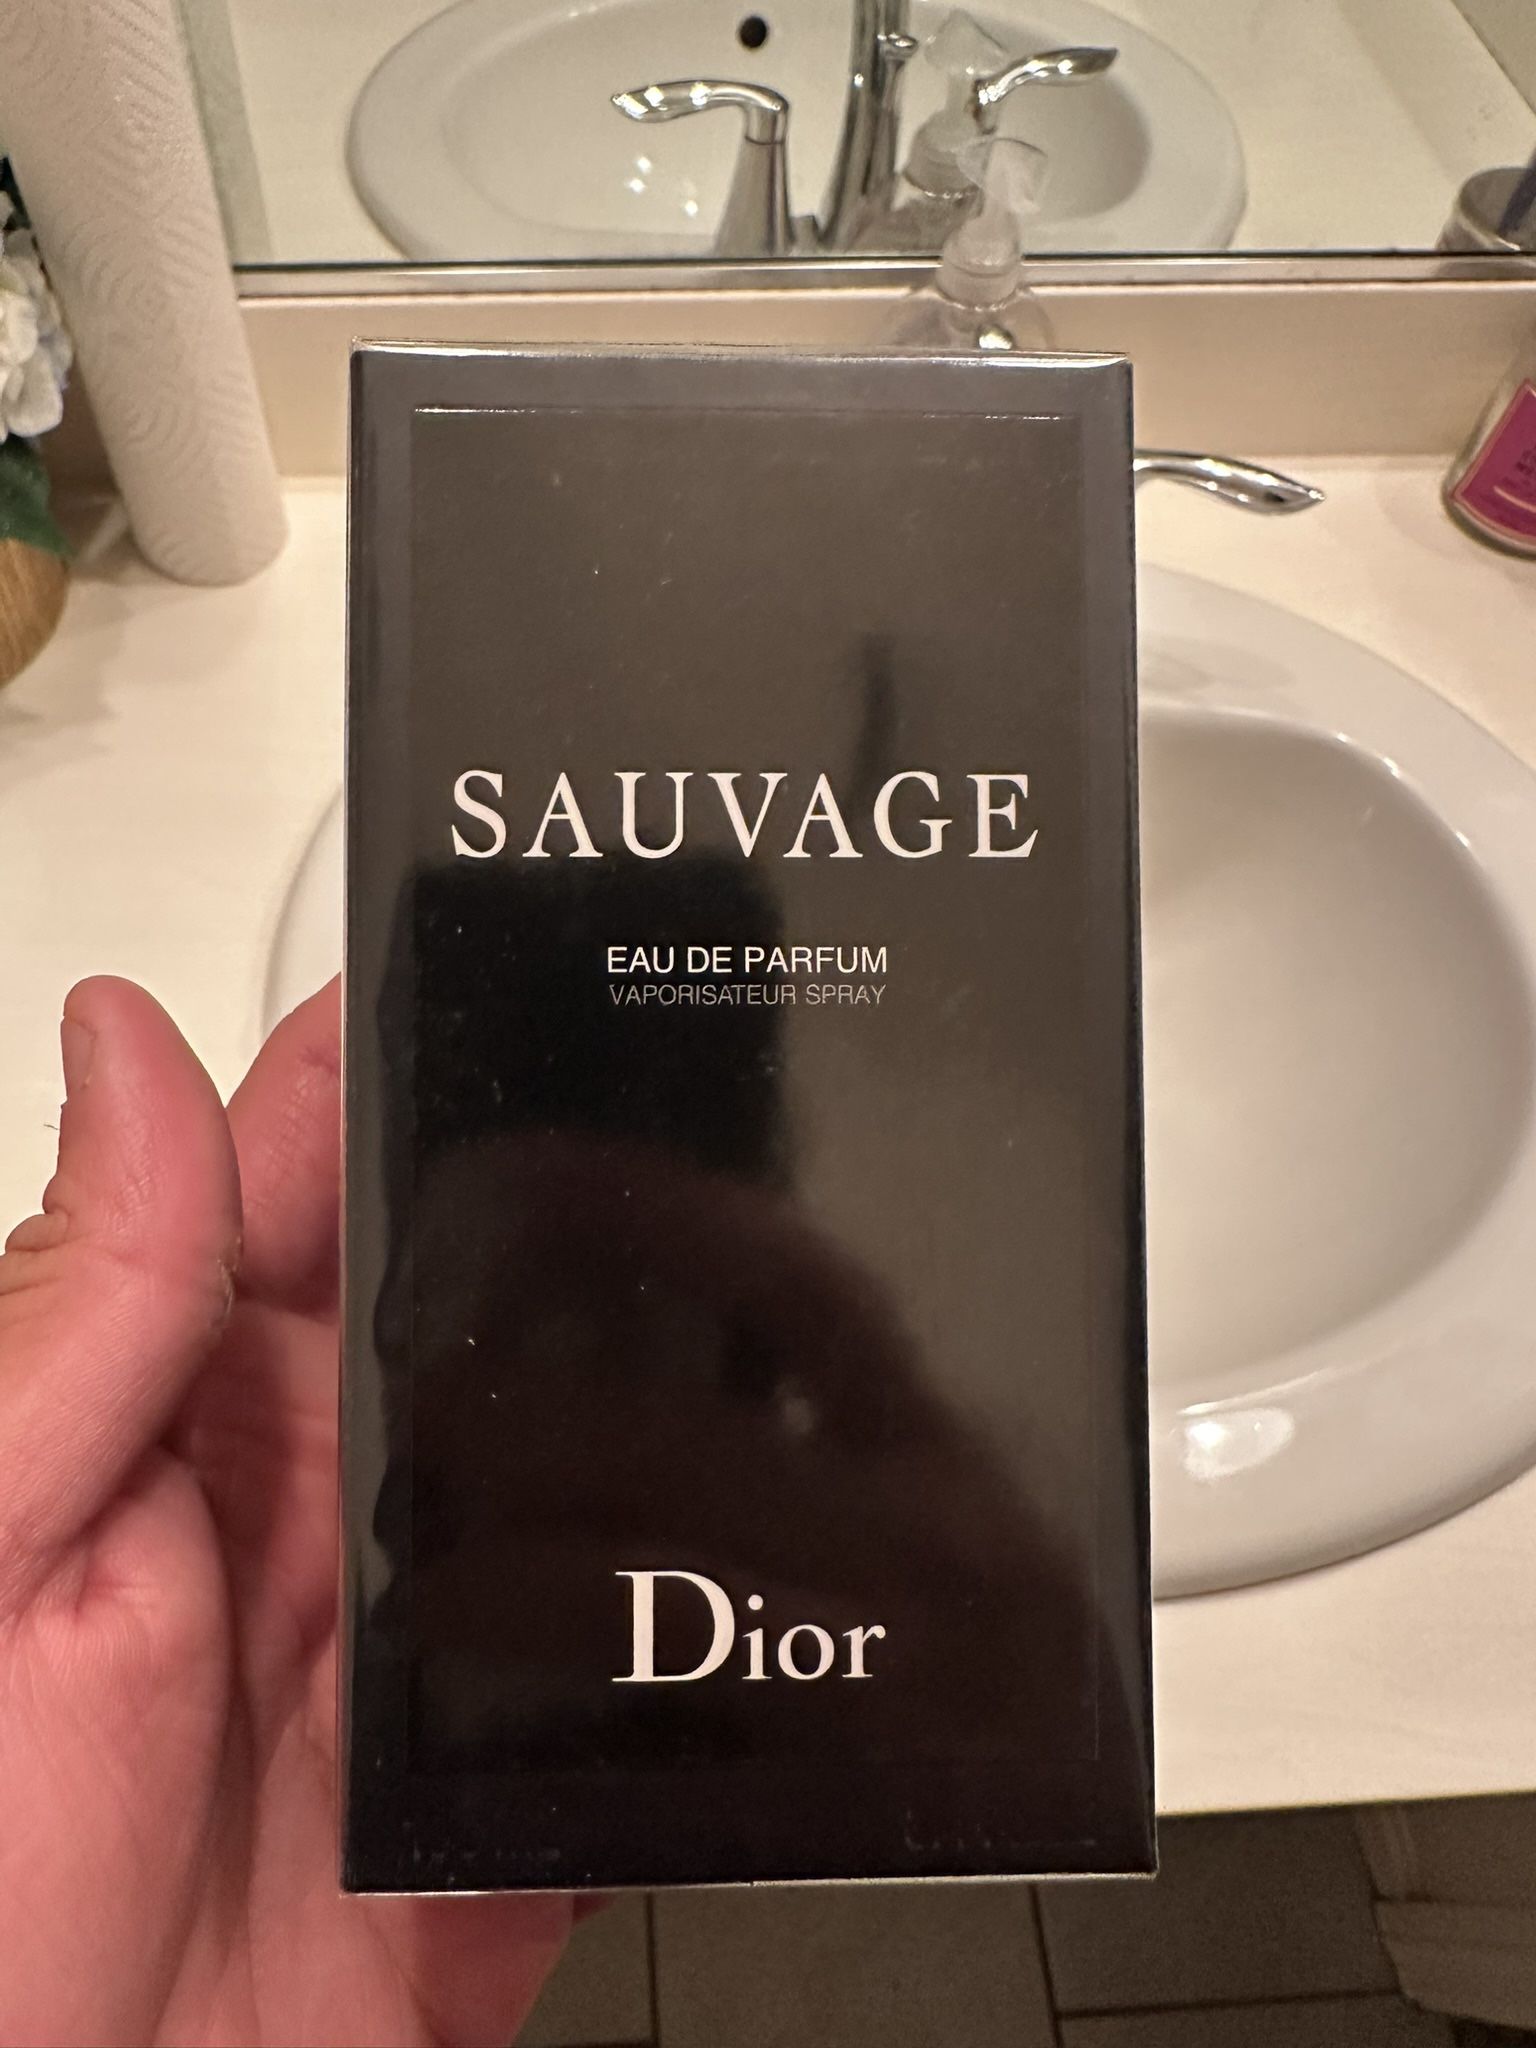 SAUVAGE
EAU DE PARFUM
VAPORISATEUR SPRAY
Dior